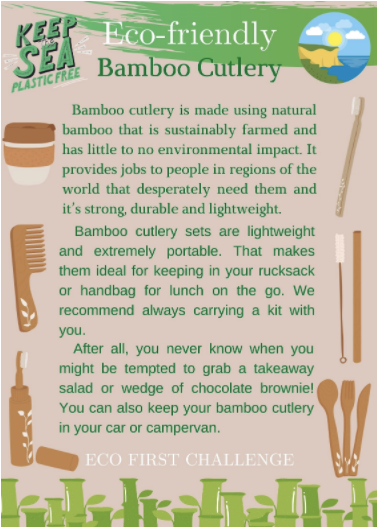 KEEP
the
SEA
PLASTIC FREE
Eco-friendly
Bamboo Cutlery
Bamboo cutlery is made using natural
bamboo that is sustainably farmed and
has little to no environmental impact. It
provides jobs to people in regions of the
world that desperately need them and
it's strong, durable and lightweight.
Bamboo cutlery sets are lightweight
and extremely portable. That makes
them ideal for keeping in your rucksack
or handbag for lunch on the go. We
recommend always carrying a kit with
you.
After all, you never know when you
might be tempted to grab a takeaway
salad or wedge of chocolate brownie!
You can also keep your bamboo cutlery
in your car or campervan.
ECO FIRST CHALLENGE